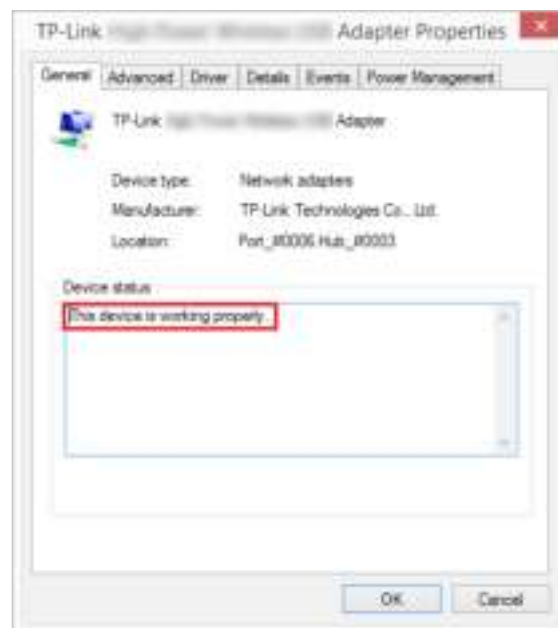 TP-Link Adapter Properties
General Advanced Driver Details Events Power Management
TP-Link Adapter
Device type: Network adapters
Manufacturer: TP-Link Technologies Co., Ltd.
Location: Port_#0006.Hub_#0003
Device status
This device is working properly.
OK Cancel